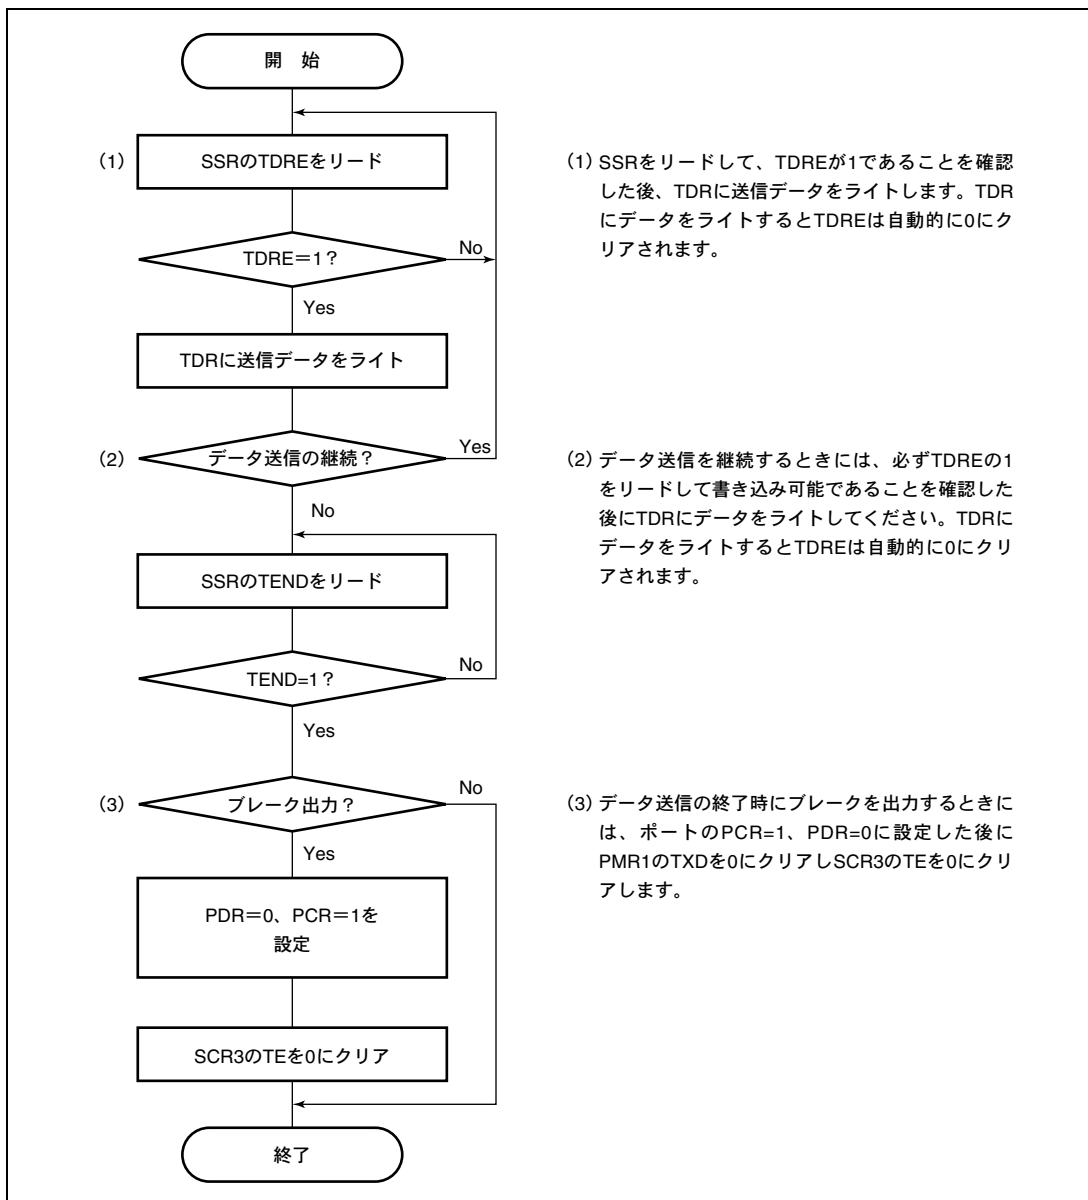 開 始
(1) SSRのTDREをリード
TDRE＝1？
No
Yes
TDRに送信データをライト
(2) データ送信の継続？
Yes
No
SSRのTENDをリード
TEND=1？
No
Yes
(3) ブレーク出力？
No
Yes
PDR＝0、PCR＝1を
設定
SCR3のTEを0にクリア
終了
(1) SSRをリードして、TDREが1であることを確認
した後、TDRに送信データをライトします。TDR
にデータをライトするとTDREは自動的に0にク
リアされます。
(2) データ送信を継続するときには、必ずTDREの1
をリードして書き込み可能であることを確認した
後にTDRにデータをライトしてください。TDRに
データをライトするとTDREは自動的に0にクリ
アされます。
(3) データ送信の終了時にブレークを出力するときに
は、ポートのPCR=1、PDR=0に設定した後に
PMR1のTXDを0にクリアしSCR3のTEを0にクリ
アします。